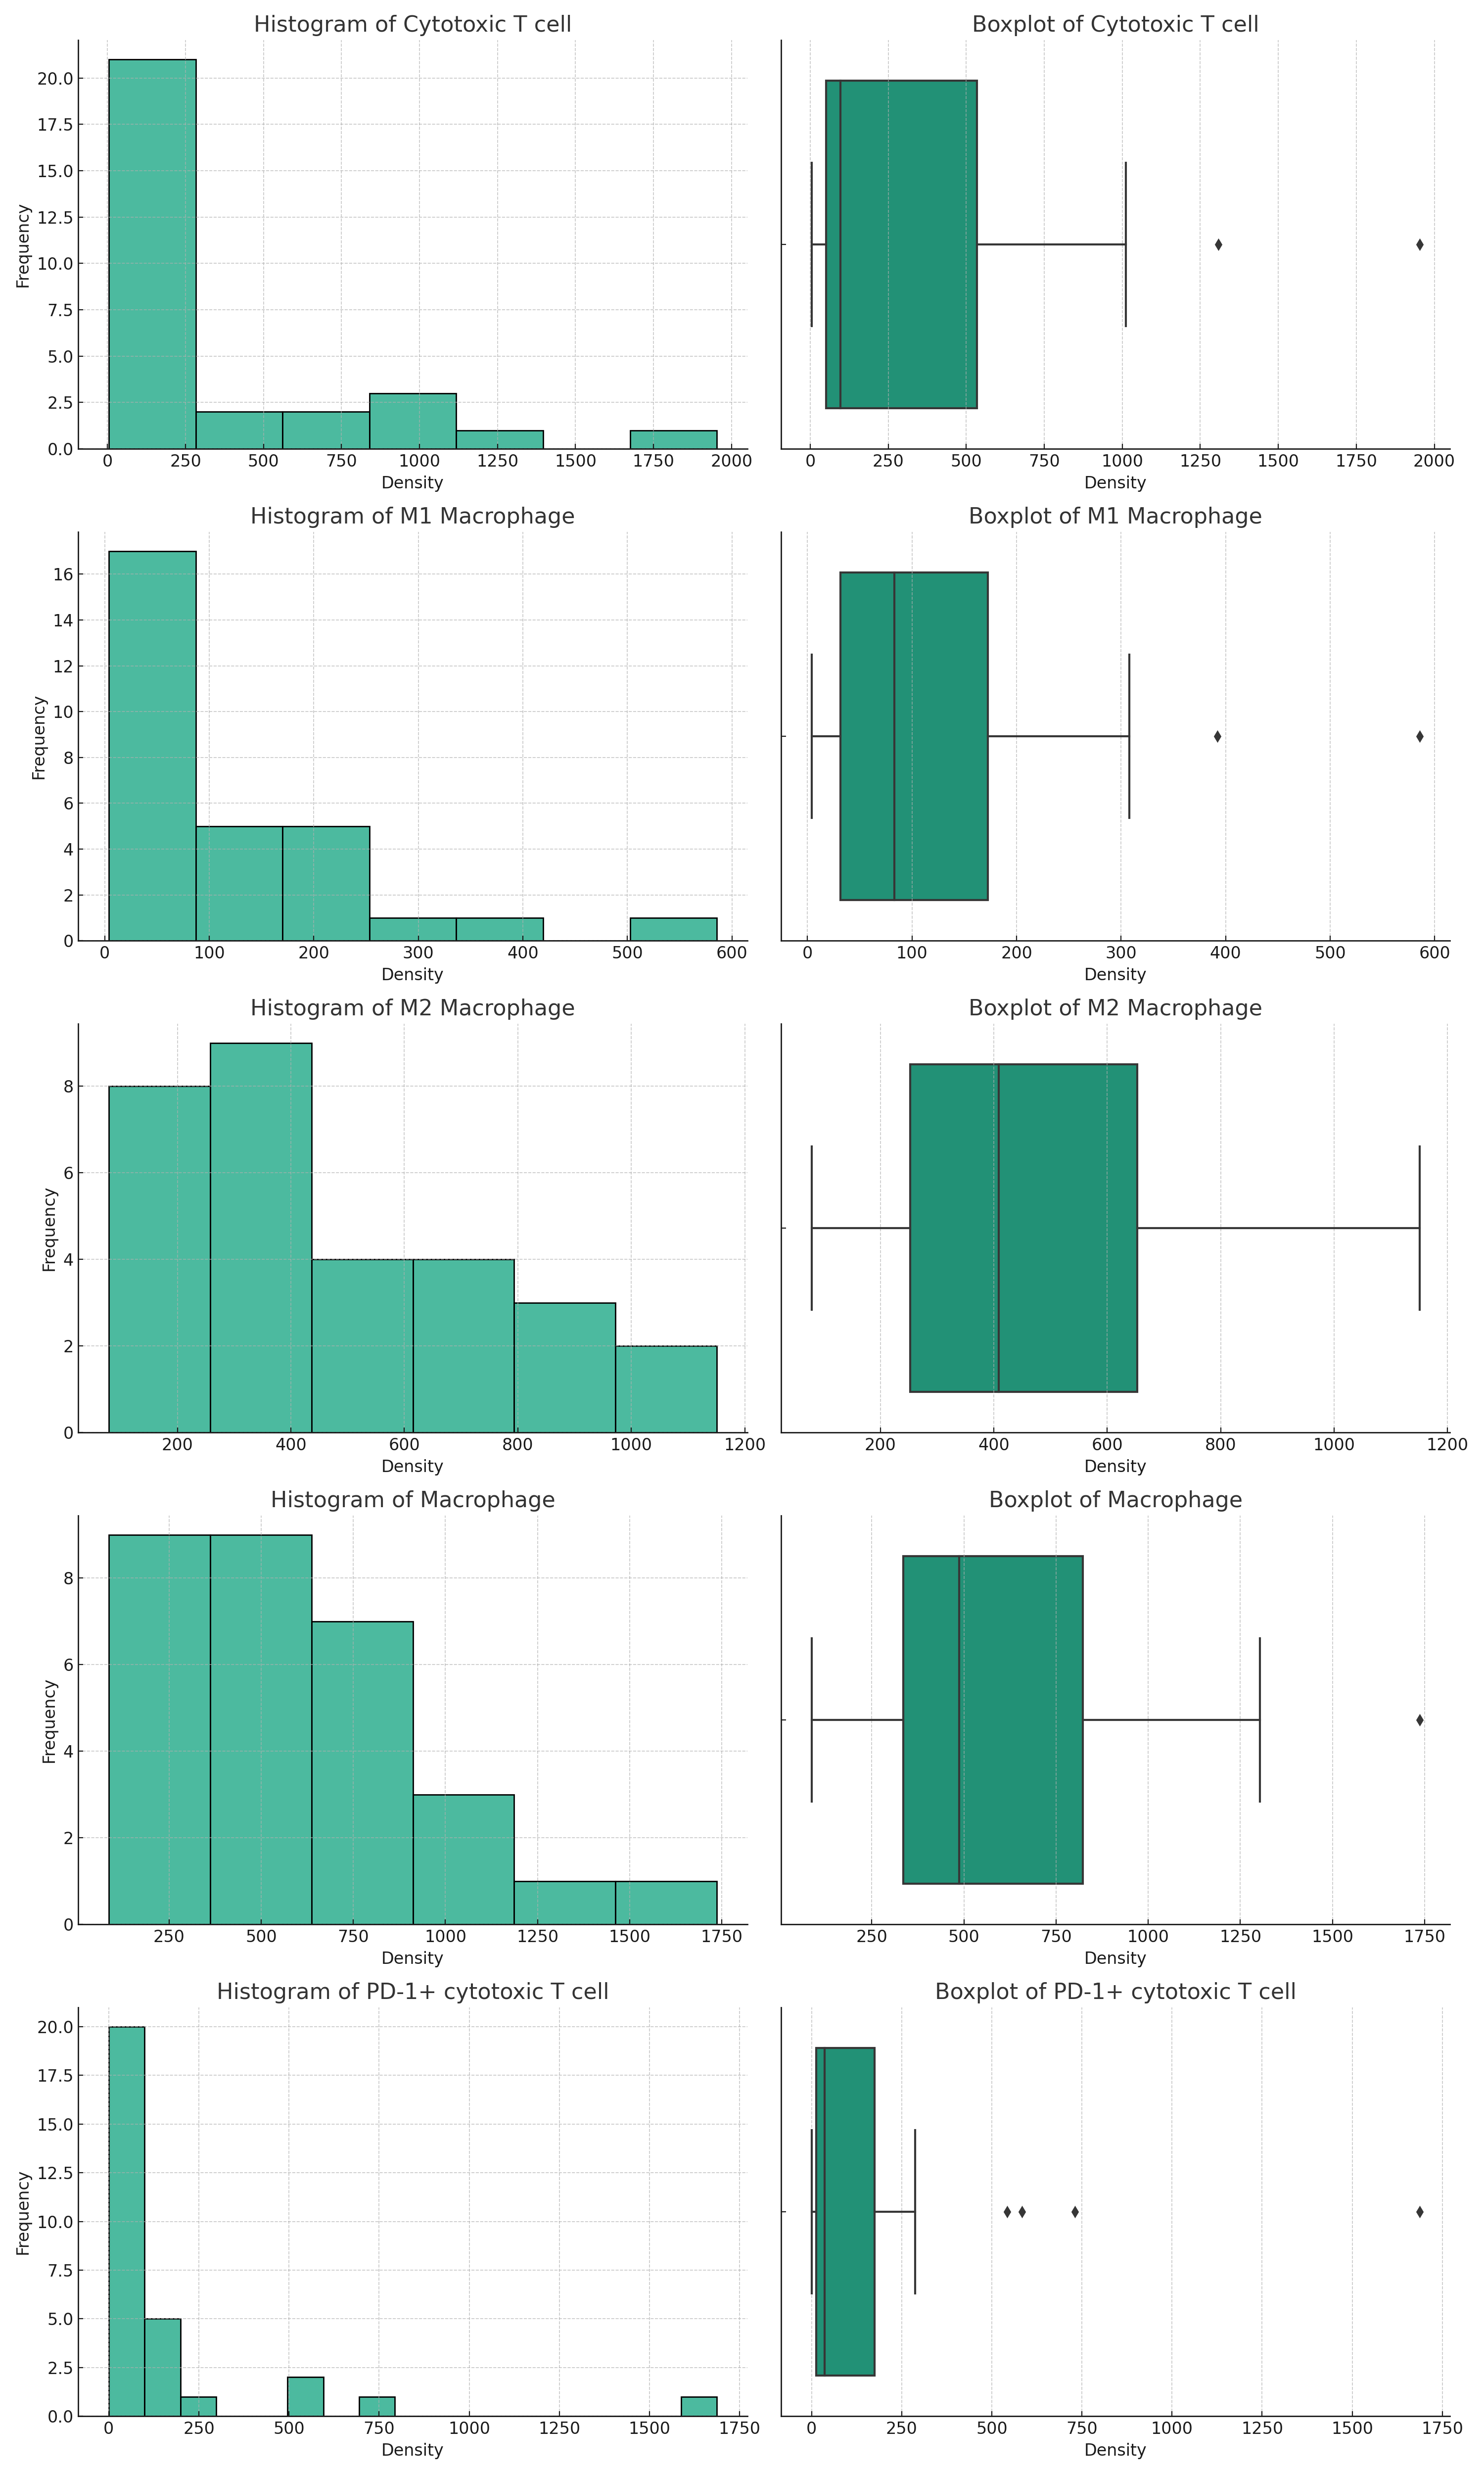 Histogram of Cytotoxic T cell
Frequency
20.0
17.5
15.0
12.5
10.0
7.5
5.0
2.5
0.0
0 250 500 750 1000 1250 1500 1750 2000
Density
Boxplot of Cytotoxic T cell
0 250 500 750 1000 1250 1500 1750 2000
Density
Histogram of M1 Macrophage
Frequency
16
14
12
10
8
6
4
2
0
0 100 200 300 400 500 600
Density
Boxplot of M1 Macrophage
0 100 200 300 400 500 600
Density
Histogram of M2 Macrophage
Frequency
8
6
4
2
0
200 400 600 800 1000 1200
Density
Boxplot of M2 Macrophage
200 400 600 800 1000 1200
Density
Histogram of Macrophage
Frequency
8
6
4
2
0
250 500 750 1000 1250 1500 1750
Density
Boxplot of Macrophage
250 500 750 1000 1250 1500 1750
Density
Histogram of PD-1+ cytotoxic T cell
Frequency
20.0
17.5
15.0
12.5
10.0
7.5
5.0
2.5
0.0
0 250 500 750 1000 1250 1500 1750
Density
Boxplot of PD-1+ cytotoxic T cell
0 250 500 750 1000 1250 1500 1750
Density